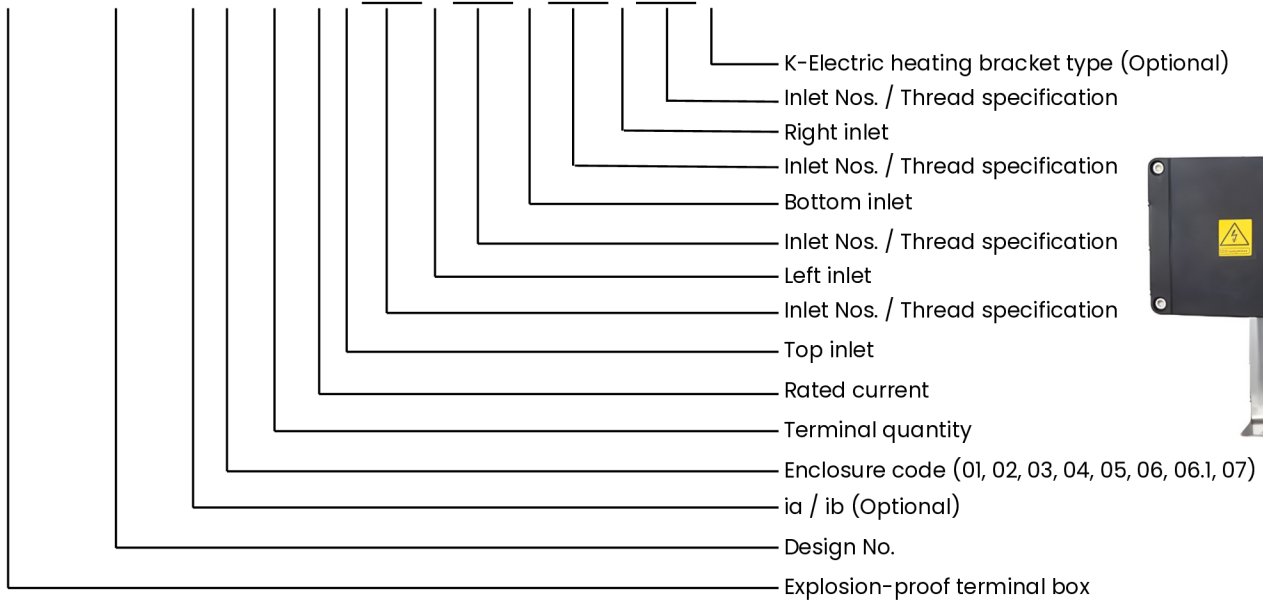 K-Electric heating bracket type (Optional)
Inlet Nos. / Thread specification
Right inlet
Inlet Nos. / Thread specification
Bottom inlet
Inlet Nos. / Thread specification
Left inlet
Inlet Nos. / Thread specification
Top inlet
Rated current
Terminal quantity
Enclosure code (01, 02, 03, 04, 05, 06, 06.1, 07)
ia / ib (Optional)
Design No.
Explosion-proof terminal box